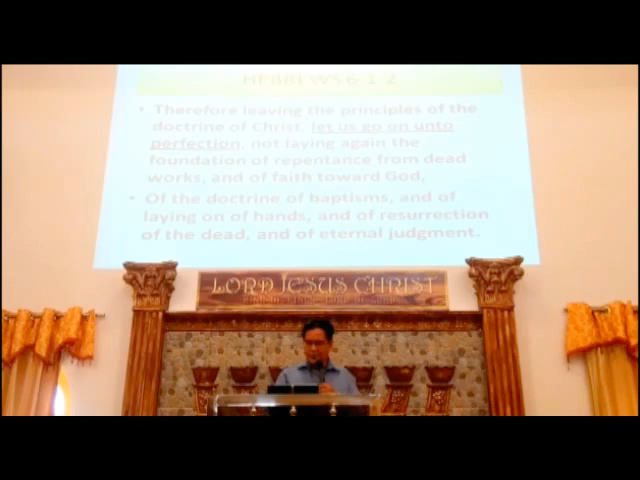 HEBREWS 6:1-2
• Therefore leaving the principles of the
doctrine of Christ, let us go on unto
perfection, not laying again the
foundation of repentance from dead
works, and of faith toward God,
• Of the doctrine of baptisms, and of
laying on of hands, and of resurrection
of the dead, and of eternal judgment.
LORD JESUS CHRIST